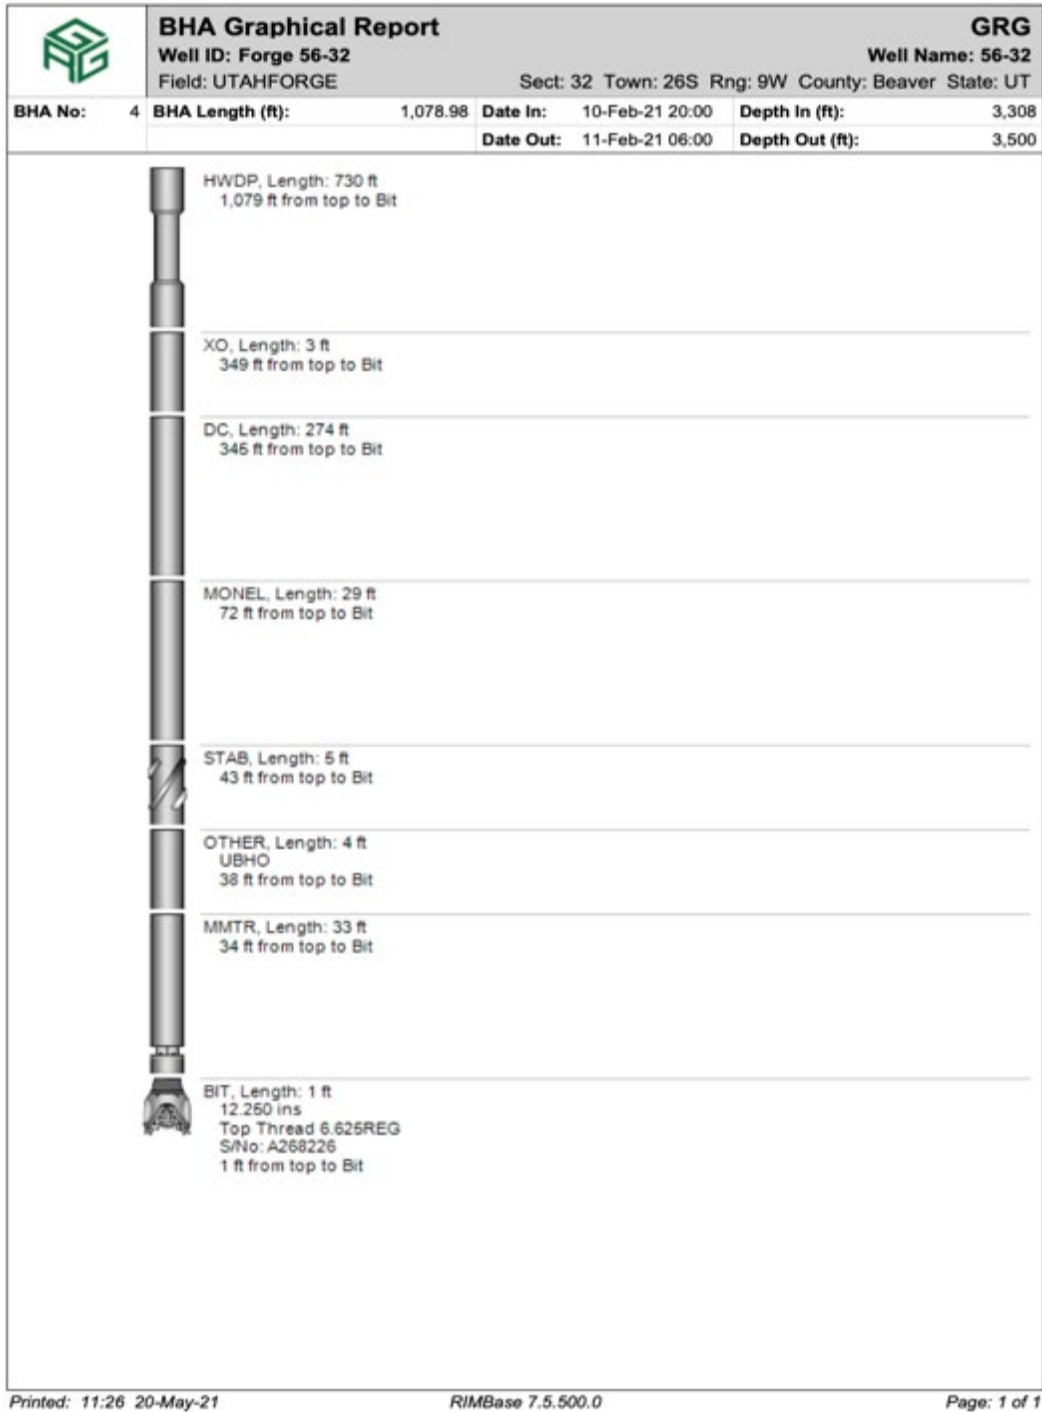 BHA Graphical Report GRG
Well ID: Forge 56-32 Well Name: 56-32
Field: UTAHFORGE Sect: 32 Town: 26S Rng: 9W County: Beaver State: UT
BHA No: 4 BHA Length (ft): 1,078.98 Date In: 10-Feb-21 20:00 Depth In (ft): 3,308
Date Out: 11-Feb-21 06:00 Depth Out (ft): 3,500
HWDP, Length: 730 ft
1,079 ft from top to Bit
XO, Length: 3 ft
349 ft from top to Bit
DC, Length: 274 ft
345 ft from top to Bit
MONEL, Length: 29 ft
72 ft from top to Bit
STAB, Length: 5 ft
43 ft from top to Bit
OTHER, Length: 4 ft
UBHO
38 ft from top to Bit
MMTR, Length: 33 ft
34 ft from top to Bit
BIT, Length: 1 ft
12.250 ins
Top Thread 6.625REG
S/No: A268226
1 ft from top to Bit
Printed: 11:26 20-May-21 RIMBase 7.5.500.0 Page: 1 of 1